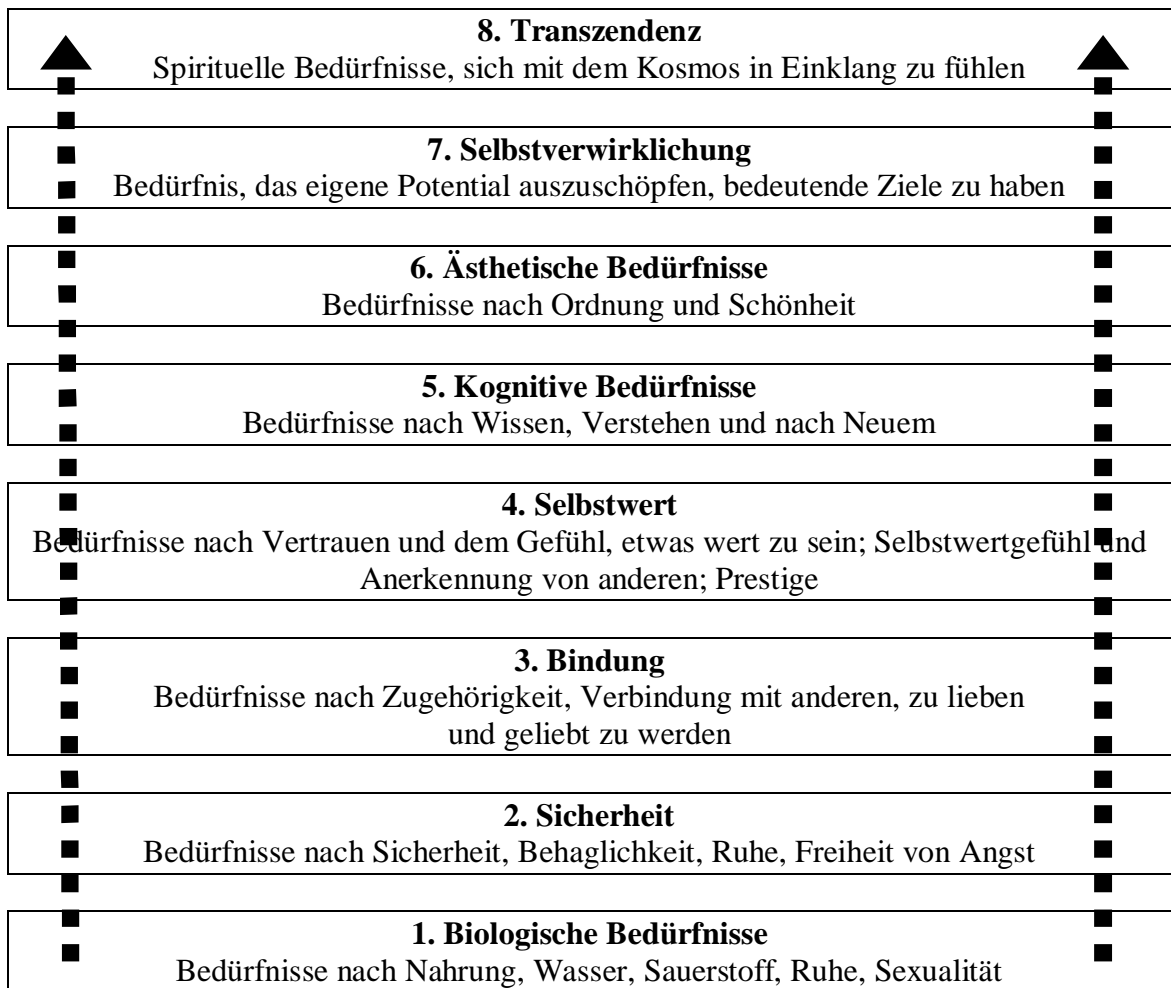 8. Transzendenz
Spirituelle Bedürfnisse, sich mit dem Kosmos in Einklang zu fühlen
7. Selbstverwirklichung
Bedürfnis, das eigene Potential auszuschöpfen, bedeutende Ziele zu haben
6. Ästhetische Bedürfnisse
Bedürfnisse nach Ordnung und Schönheit
5. Kognitive Bedürfnisse
Bedürfnisse nach Wissen, Verstehen und nach Neuem
4. Selbstwert
Bedürfnisse nach Vertrauen und dem Gefühl, etwas wert zu sein; Selbstwertgefühl und
Anerkennung von anderen; Prestige
3. Bindung
Bedürfnisse nach Zugehörigkeit, Verbindung mit anderen, zu lieben
und geliebt zu werden
2. Sicherheit
Bedürfnisse nach Sicherheit, Behaglichkeit, Ruhe, Freiheit von Angst
1. Biologische Bedürfnisse
Bedürfnisse nach Nahrung, Wasser, Sauerstoff, Ruhe, Sexualität